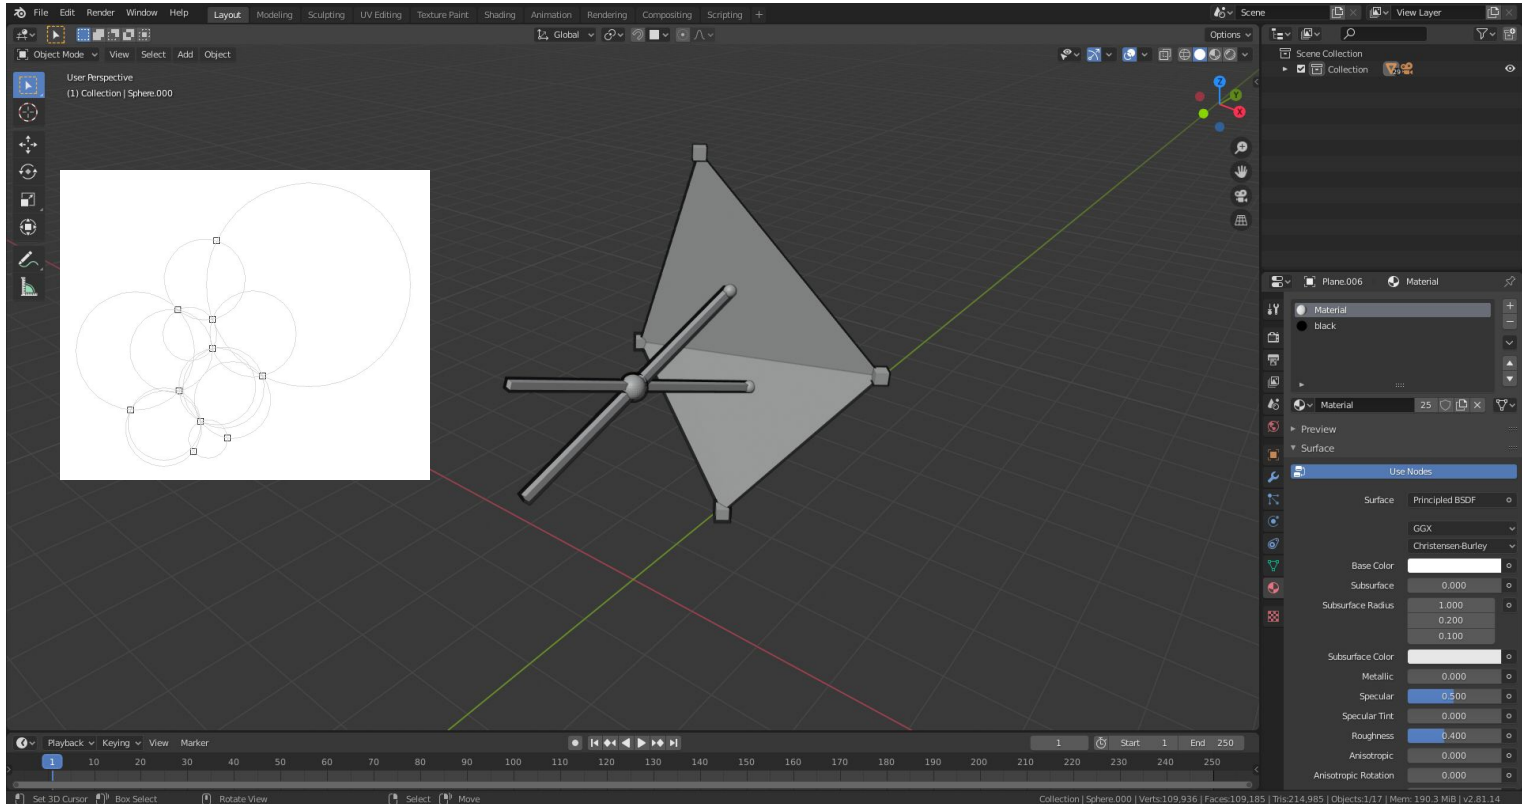 File Edit Render Window Help Layout Modeling Sculpting UV Editing Texture Paint Shading Animation Rendering Compositing Scripting + Scene View Layer
Global Options
Object Mode View Select Add Object
Scene Collection
Collection 29
User Perspective
(1) Collection | Sphere.000
Z
Y
X
Plane.006 Material
Material
black
Material 25
Preview
Surface
Use Nodes
Surface Principled BSDF
GGX
Christensen-Burley
Base Color
Subsurface 0.000
Subsurface Radius 1.000
0.200
0.100
Subsurface Color
Metallic 0.000
Specular 0.500
Specular Tint 0.000
Roughness 0.400
Anisotropic 0.000
Anisotropic Rotation 0.000
Playback Keying View Marker 1 Start 1 End 250
1 10 20 30 40 50 60 70 80 90 100 110 120 130 140 150 160 170 180 190 200 210 220 230 240 250
Set 3D Cursor Box Select Rotate View Select Move Collection | Sphere.000 | Verts:109,936 | Faces:109,185 | Tris:214,985 | Objects:1/17 | Mem: 190.3 MiB | v2.81.14